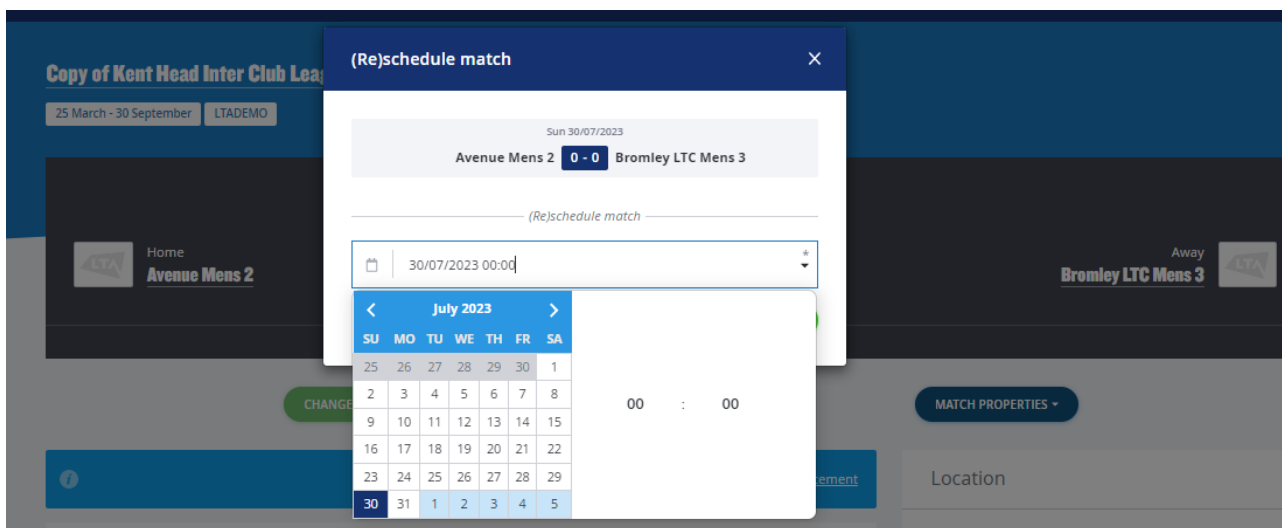 (Re)schedule match
Copy of Kent Head Inter Club Lea
25 March - 30 September LTADEMO
Sun 30/07/2023
Avenue Mens 2 0 - 0 Bromley LTC Mens 3
(Re)schedule match
30/07/2023 00:00 *
LTA Home
Avenue Mens 2
Away LTA
Bromley LTC Mens 3
July 2023
SU MO TU WE TH FR SA
25 26 27 28 29 30 1
2 3 4 5 6 7 8
9 10 11 12 13 14 15
16 17 18 19 20 21 22
23 24 25 26 27 28 29
30 31 1 2 3 4 5
00 : 00
CHANGE
MATCH PROPERTIES
ement
Location